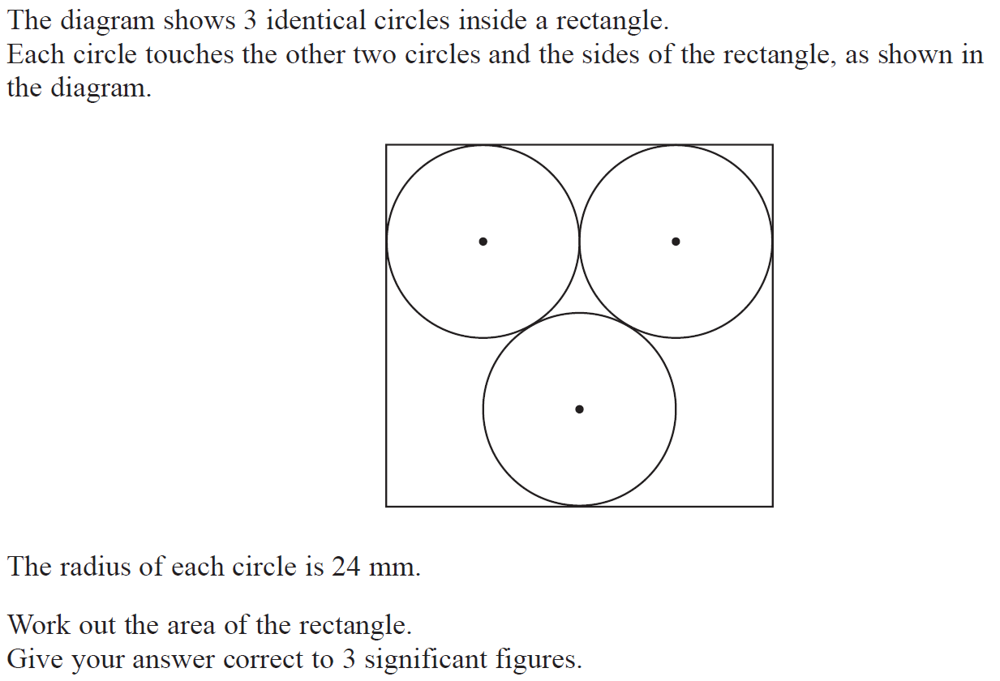 The diagram shows 3 identical circles inside a rectangle.
Each circle touches the other two circles and the sides of the rectangle, as shown in
the diagram.
The radius of each circle is 24 mm.
Work out the area of the rectangle.
Give your answer correct to 3 significant figures.